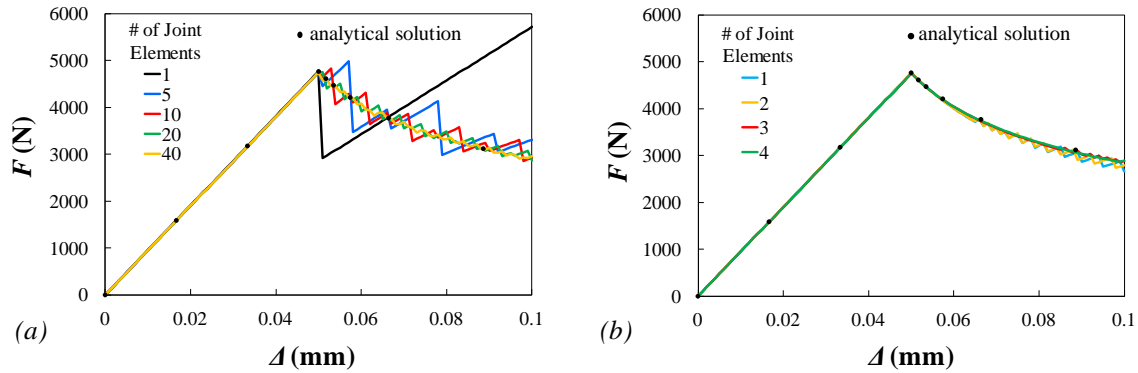 6000
5000
4000
3000
2000
1000
0
F (N)
# of Joint
Elements
1
5
10
20
40
• analytical solution
0 0.02 0.04 0.06 0.08 0.1
Δ (mm)
(a)
6000
5000
4000
3000
2000
1000
0
F (N)
# of Joint
Elements
1
2
3
4
• analytical solution
0 0.02 0.04 0.06 0.08 0.1
Δ (mm)
(b)